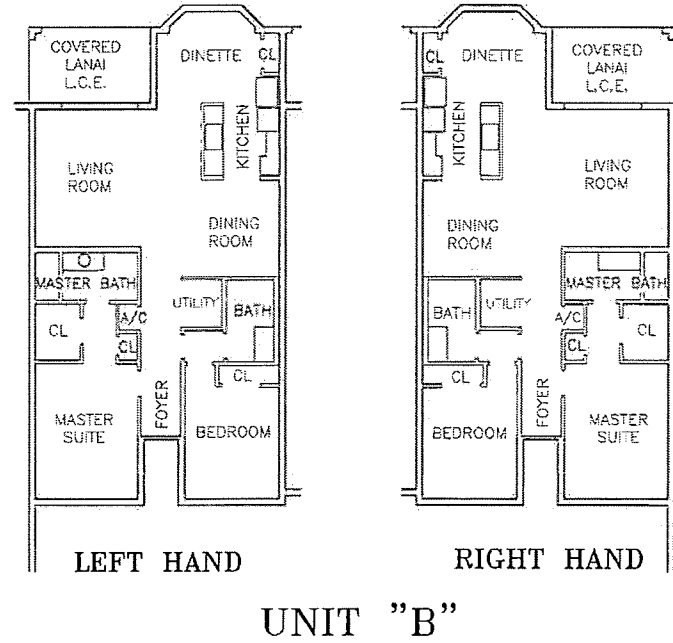 COVERED
LANAI
L.C.E.
DINETTE
CL
KITCHEN
LIVING
ROOM
DINING
ROOM
MASTER BATH
UTILITY
BATH
A/C
CL
CL
CL
FOYER
MASTER
SUITE
BEDROOM
LEFT HAND
CL
DINETTE
COVERED
LANAI
L.C.E.
KITCHEN
LIVING
ROOM
DINING
ROOM
MASTER BATH
BATH
UTILITY
A/C
CL
CL
CL
FOYER
BEDROOM
MASTER
SUITE
RIGHT HAND
UNIT "B"